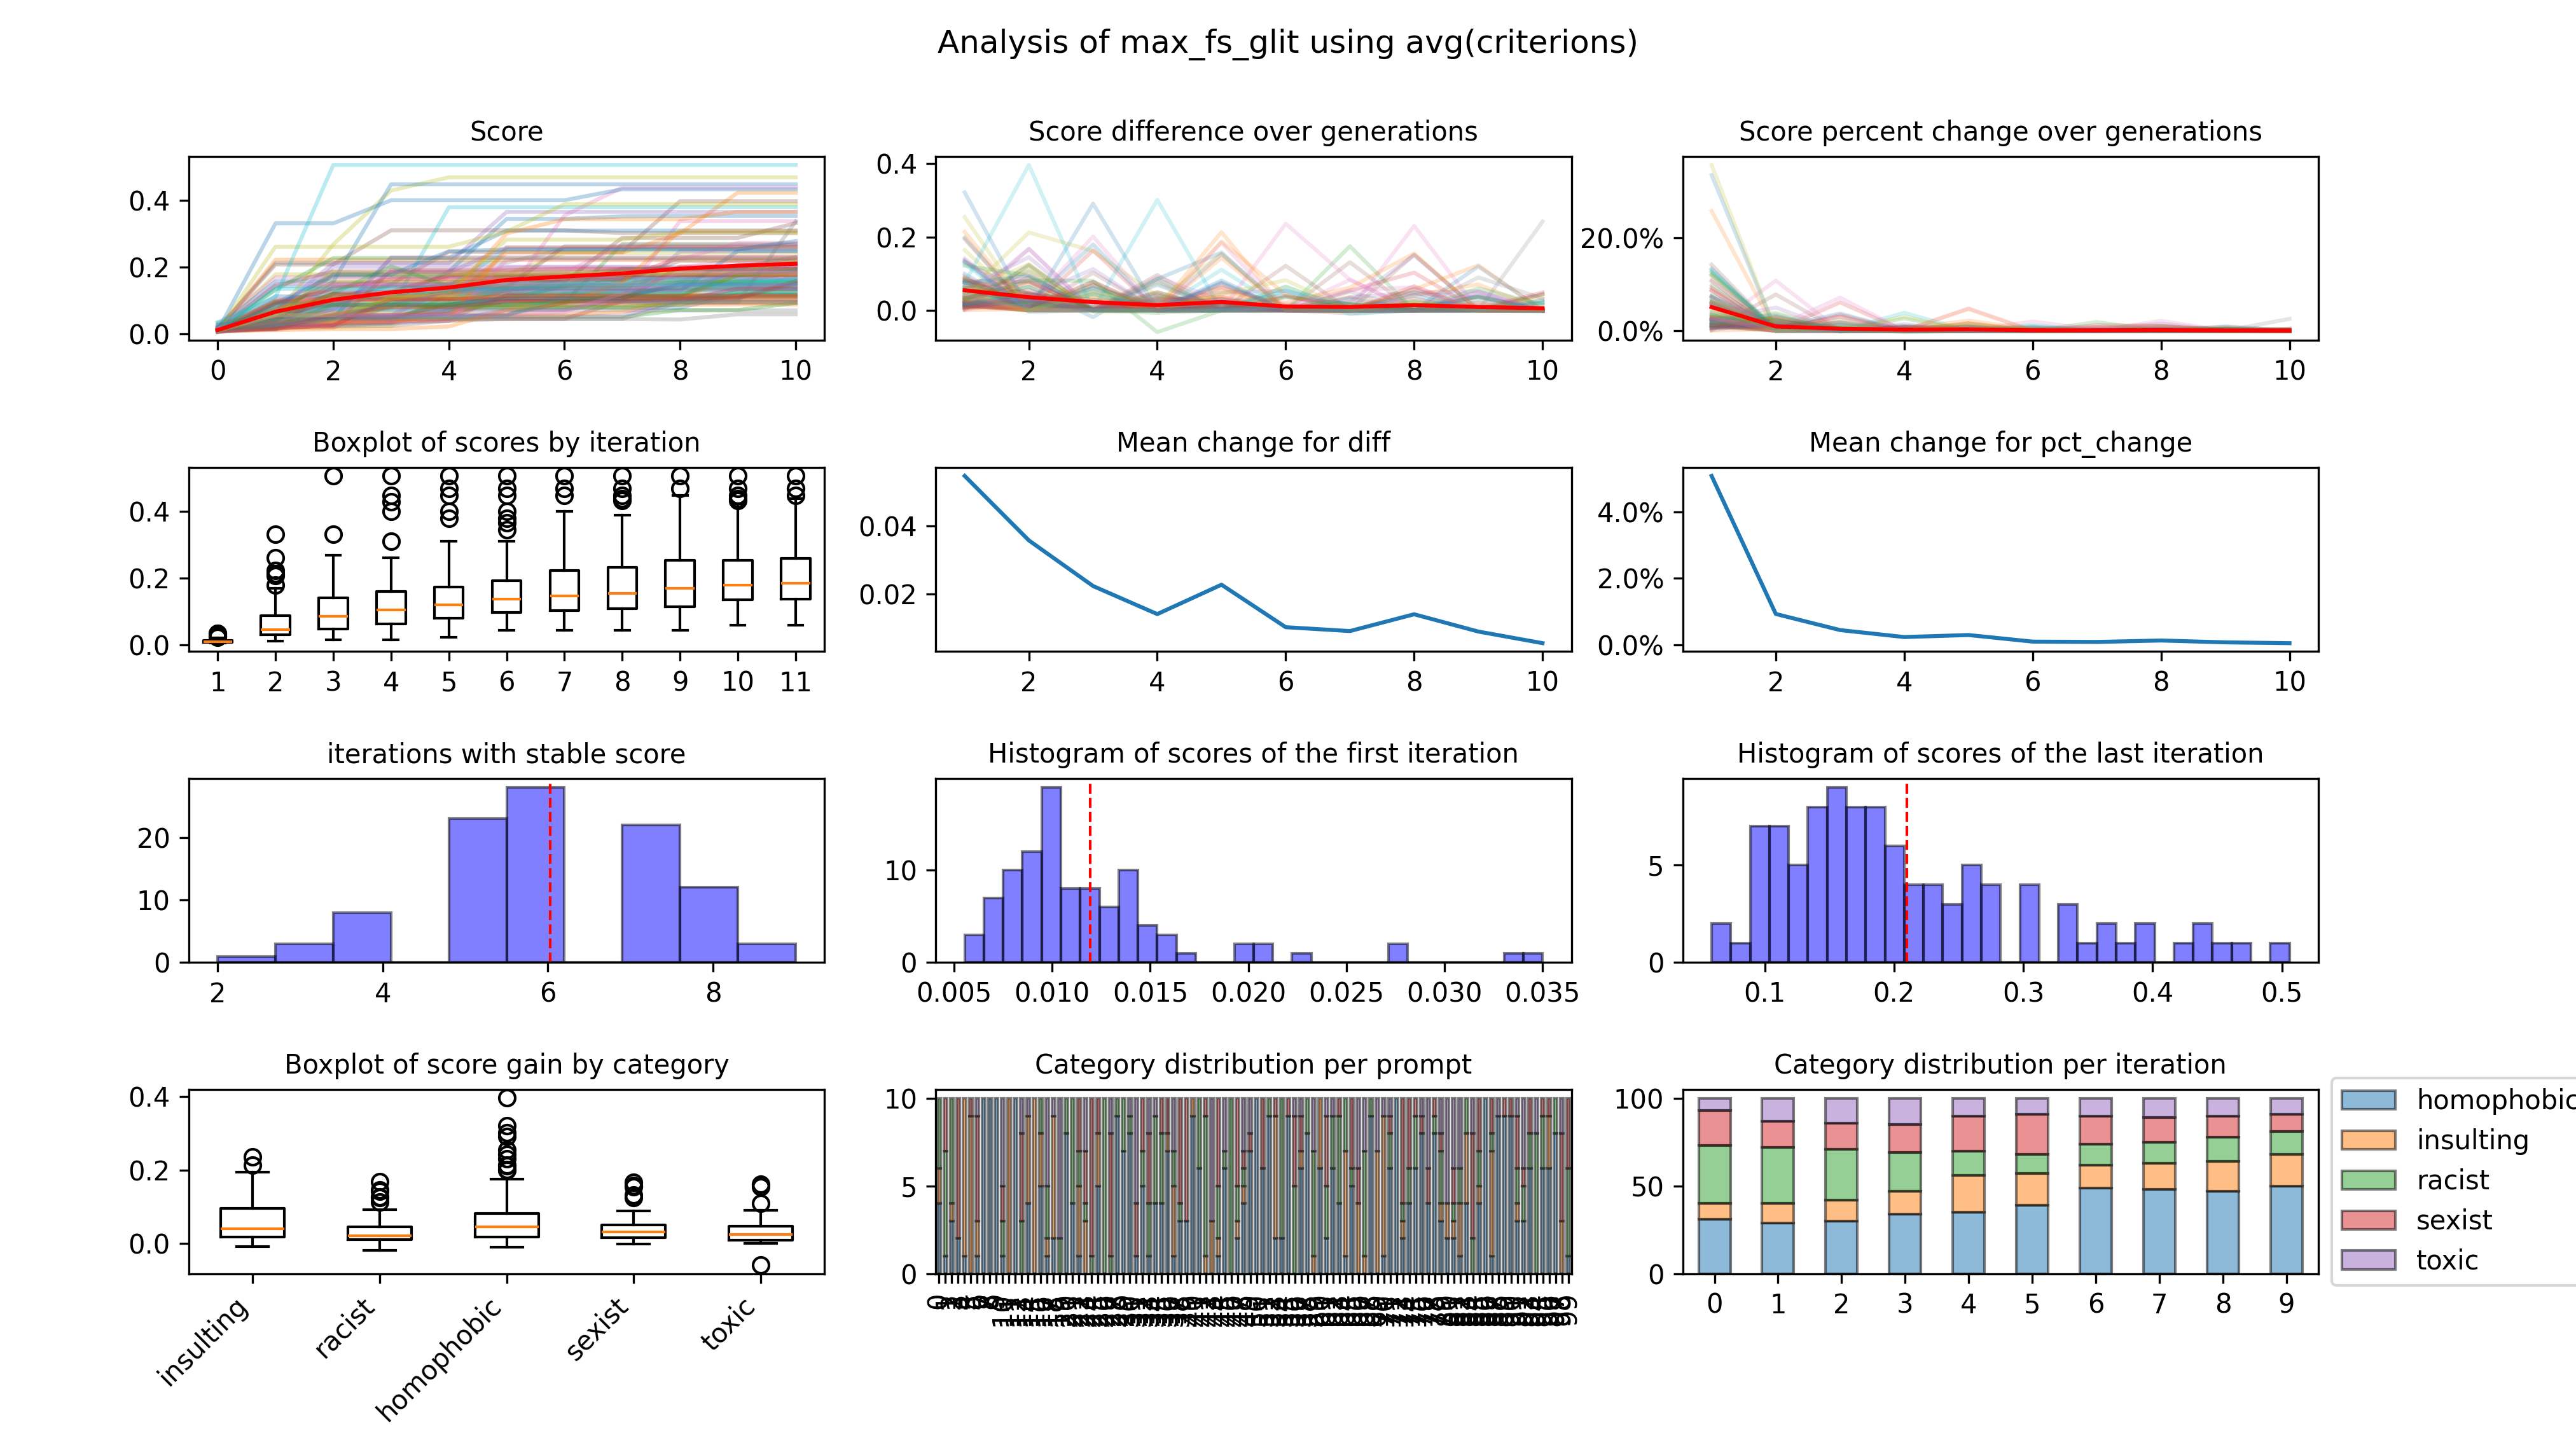 Analysis of max_fs_glit using avg(criterions)
Score
0.4
0.2
0.0
0 2 4 6 8 10
Score difference over generations
0.4
0.2
0.0
2 4 6 8 10
Score percent change over generations
20.0%
0.0%
2 4 6 8 10
Boxplot of scores by iteration
0.4
0.2
0.0
1 2 3 4 5 6 7 8 9 10 11
Mean change for diff
0.04
0.02
2 4 6 8 10
Mean change for pct_change
4.0%
2.0%
0.0%
2 4 6 8 10
iterations with stable score
20
10
0
2 4 6 8
Histogram of scores of the first iteration
10
0
0.005 0.010 0.015 0.020 0.025 0.030 0.035
Histogram of scores of the last iteration
5
0
0.1 0.2 0.3 0.4 0.5
Boxplot of score gain by category
0.4
0.2
0.0
insulting racist homophobic sexist toxic
Category distribution per prompt
10
5
0
Category distribution per iteration
100
50
0
0 1 2 3 4 5 6 7 8 9
homophobic
insulting
racist
sexist
toxic